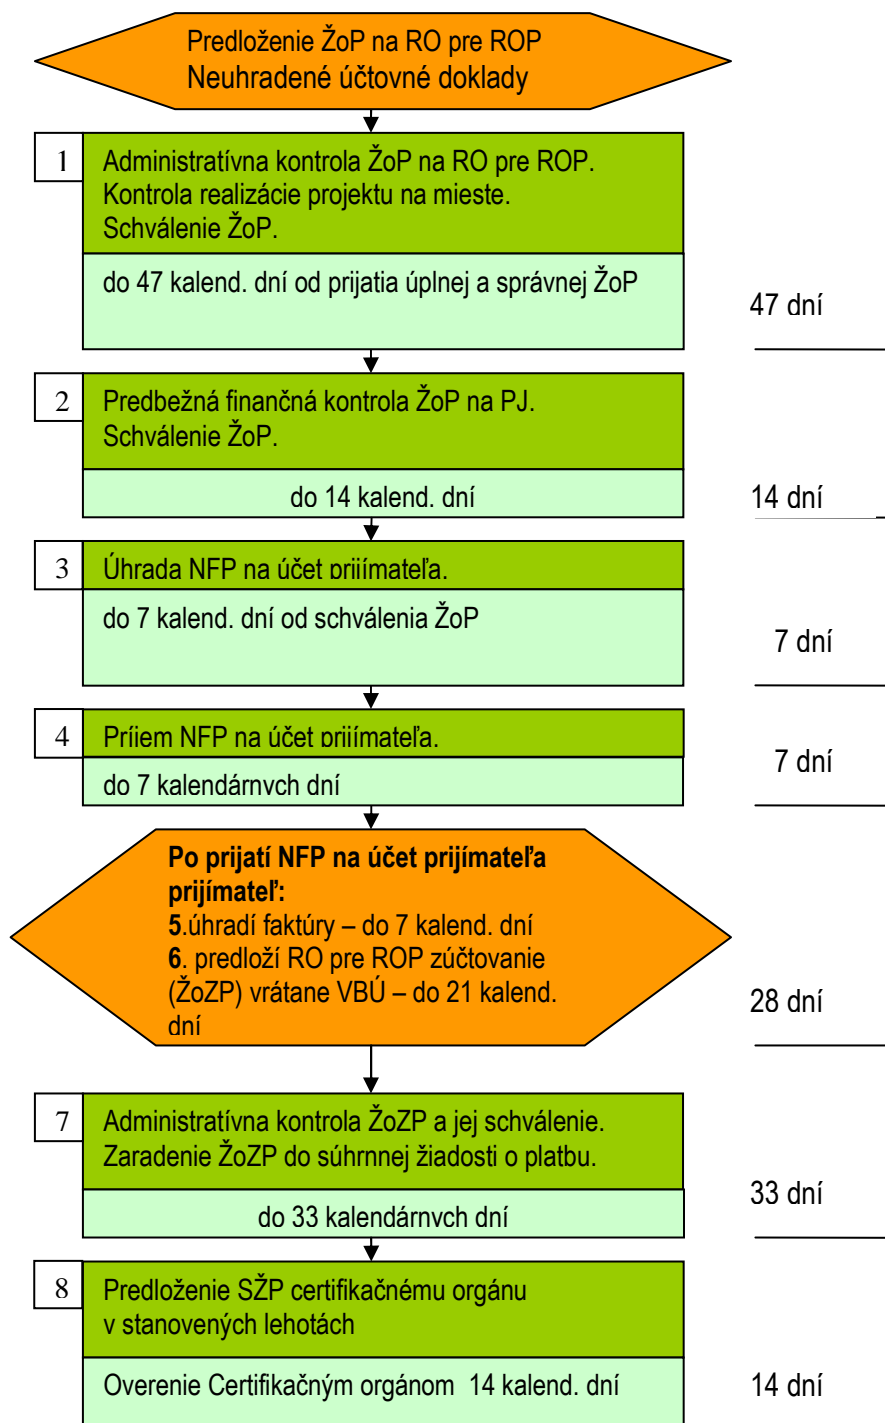 Predloženie ŽoP na RO pre ROP
Neuhradené účtovné doklady
1
Administratívna kontrola ŽoP na RO pre ROP.
Kontrola realizácie projektu na mieste.
Schválenie ŽoP.
do 47 kalend. dní od prijatia úplnej a správnej ŽoP
47 dní
2
Predbežná finančná kontrola ŽoP na PJ.
Schválenie ŽoP.
do 14 kalend. dní
14 dní
3
Úhrada NFP na účet prijímateľa.
do 7 kalend. dní od schválenia ŽoP
7 dní
4
Príjem NFP na účet prijímateľa.
do 7 kalendárnych dní
7 dní
Po prijatí NFP na účet prijímateľa
prijímateľ:
5.úhradí faktúry – do 7 kalend. dní
6. predloží RO pre ROP zúčtovanie
(ŽoZP) vrátane VBÚ – do 21 kalend.
dní
28 dní
7
Administratívna kontrola ŽoZP a jej schválenie.
Zaradenie ŽoZP do súhrnnej žiadosti o platbu.
do 33 kalendárnych dní
33 dní
8
Predloženie SŽP certifikačnému orgánu
v stanovených lehotách
Overenie Certifikačným orgánom 14 kalend. dní
14 dní